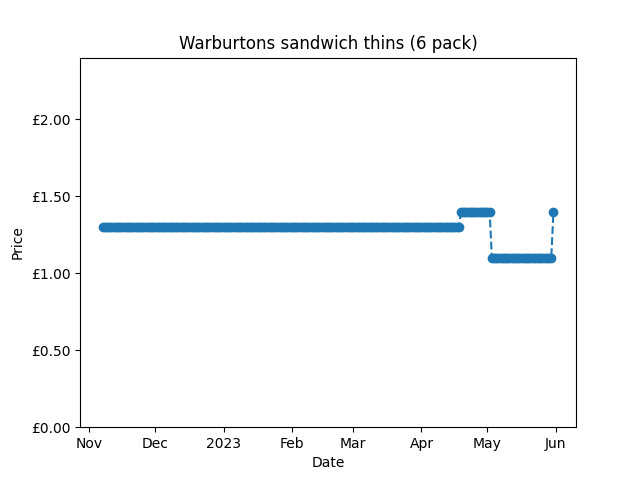 Warburtons sandwich thins (6 pack)
£2.00
£1.50
£1.00
£0.50
£0.00
Price
Nov Dec 2023 Feb Mar Apr May Jun
Date